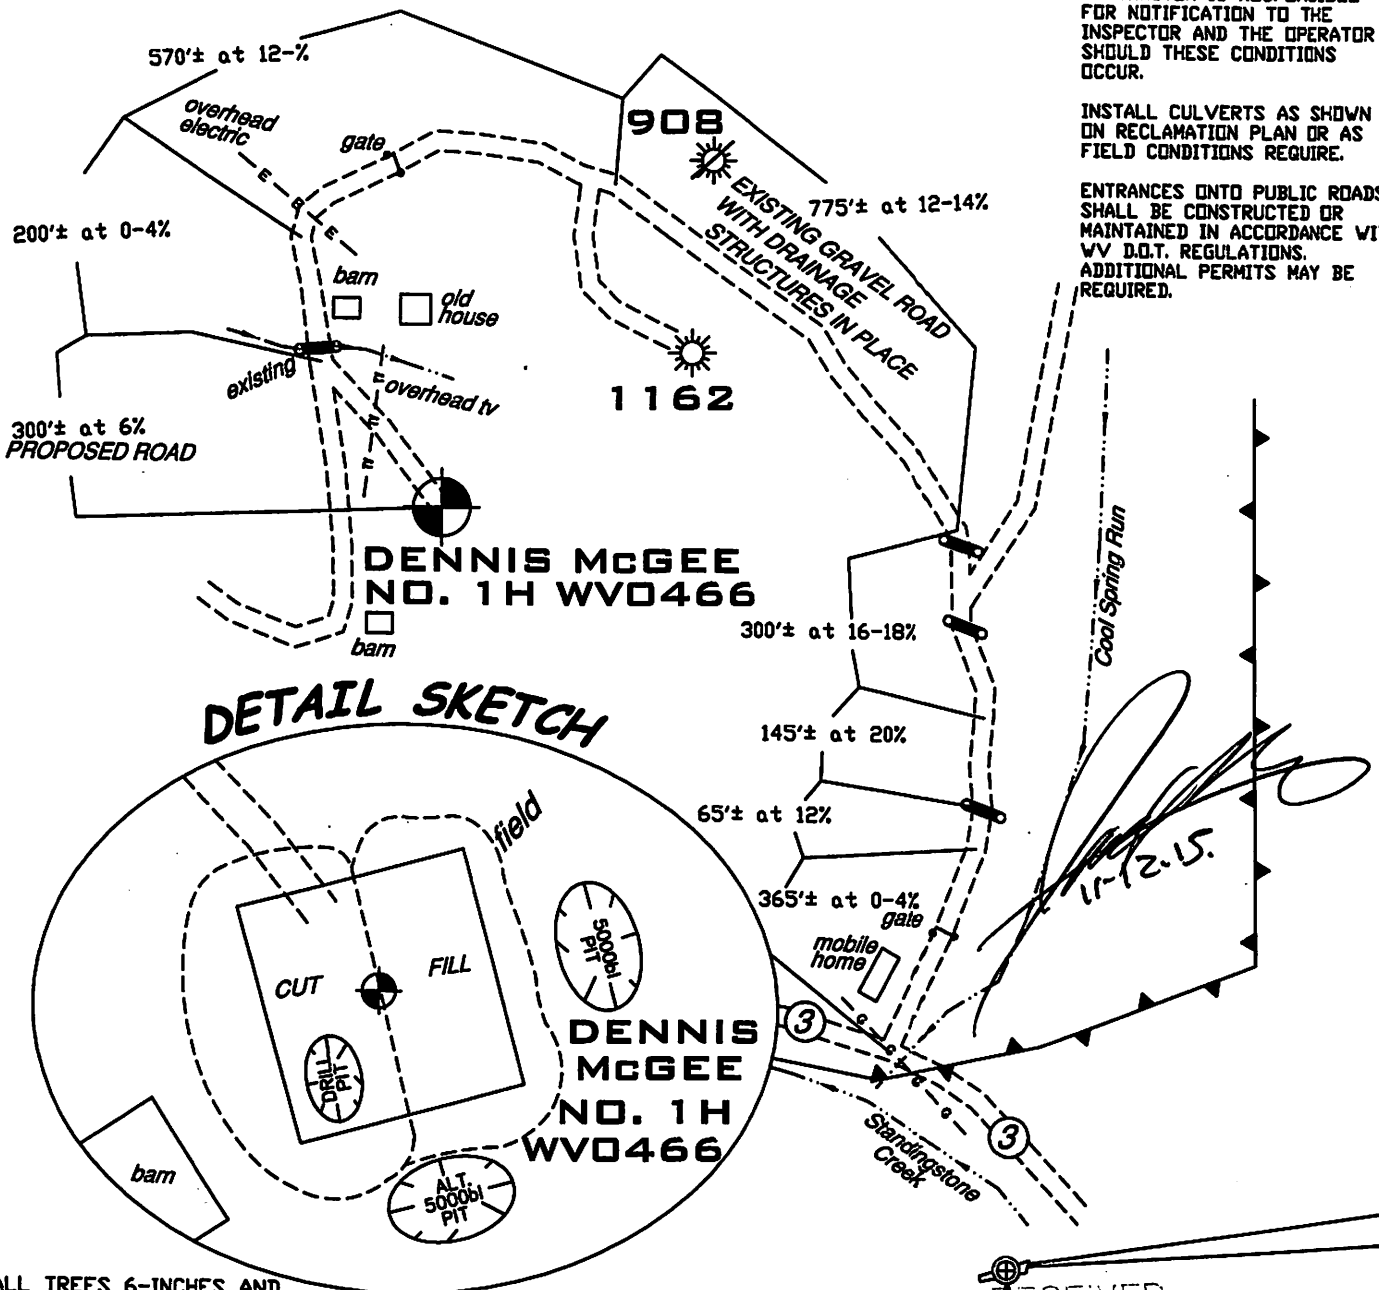 FOR NOTIFICATION TO THE
INSPECTOR AND THE OPERATOR
SHOULD THESE CONDITIONS
OCCUR.
INSTALL CULVERTS AS SHOWN
ON RECLAMATION PLAN OR AS
FIELD CONDITIONS REQUIRE.
ENTRANCES ONTO PUBLIC ROADS
SHALL BE CONSTRUCTED OR
MAINTAINED IN ACCORDANCE WI
WV D.O.T. REGULATIONS.
ADDITIONAL PERMITS MAY BE
REQUIRED.
570'± at 12-%
overhead
electric
E
E
E
gate
908
EXISTING GRAVEL ROAD
WITH DRAINAGE
STRUCTURES IN PLACE
775'± at 12-14%
200'± at 0-4%
barn
old
house
existing
overhead tv
1162
300'± at 6%
PROPOSED ROAD
DENNIS McGEE
NO. 1H WV0466
barn
Cool Spring Run
300'± at 16-18%
145'± at 20%
65'± at 12%
365'± at 0-4%
gate
mobile
home
11-12-15.
DETAIL SKETCH
field
5000bl
PIT
CUT
FILL
DRILL
PIT
DENNIS
McGEE
NO. 1H
WV0466
barn
ALT.
5000bl
PIT
3
G
G
G
G
3
Standingstone
Creek
ALL TREES 6-INCHES AND
RECEIVED